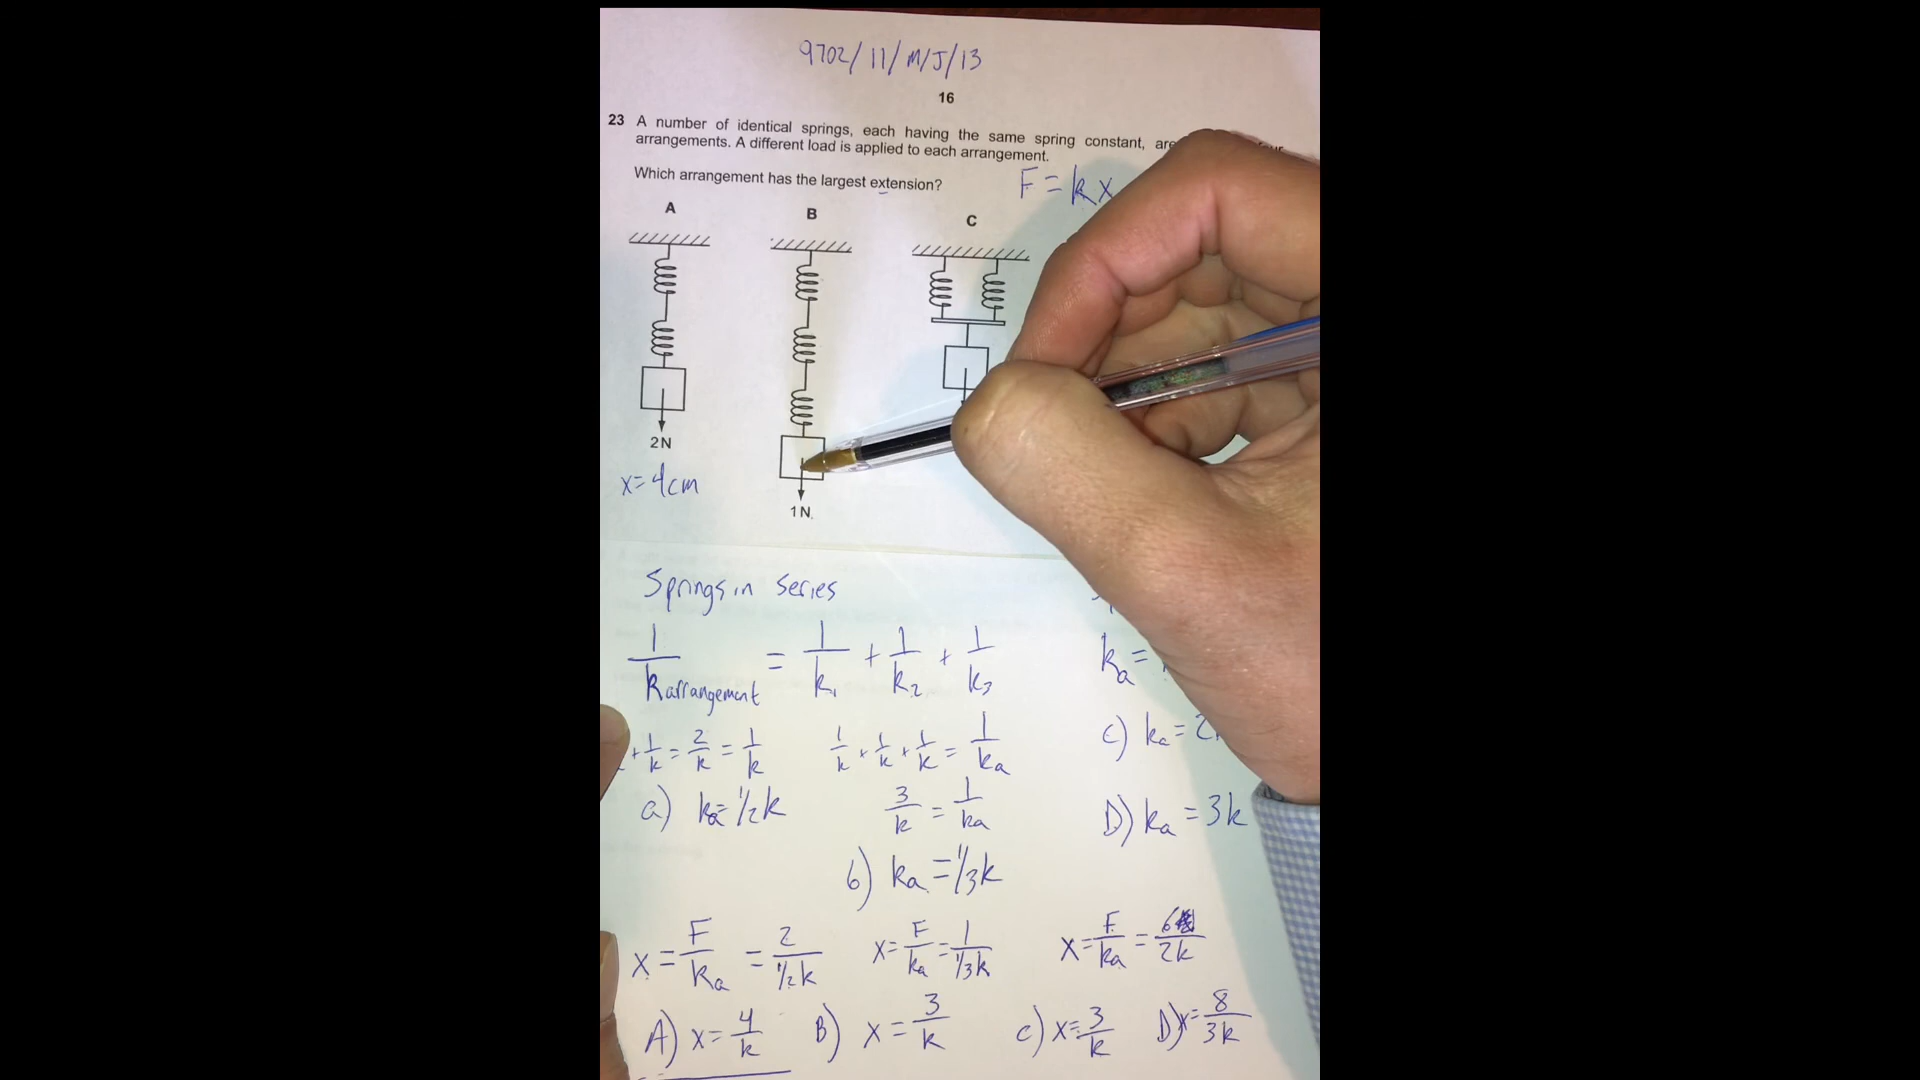 9702/11/M/J/13
16
23 A number of identical springs, each having the same spring constant, are
arrangements. A different load is applied to each arrangement.
Which arrangement has the largest extension?
F = kx
A B C
2N
x = 4cm
1N
Springs in series
1/k arrangement = 1/k1 + 1/k2 + 1/k3
ka =
+ 1/k = 2/k = 1/k
1/k + 1/k + 1/k = 1/ka
c) ka = 2
a) ka = 1/2k
3/k = 1/ka
D) ka = 3k
b) ka = 1/3k
x = F/ka = 2/½k
x = F/ka = 1/⅓k
x = F/ka = 6/2k
A) x = 4/k
B) x = 3/k
c) x = 3/k
D) x = 8/3k